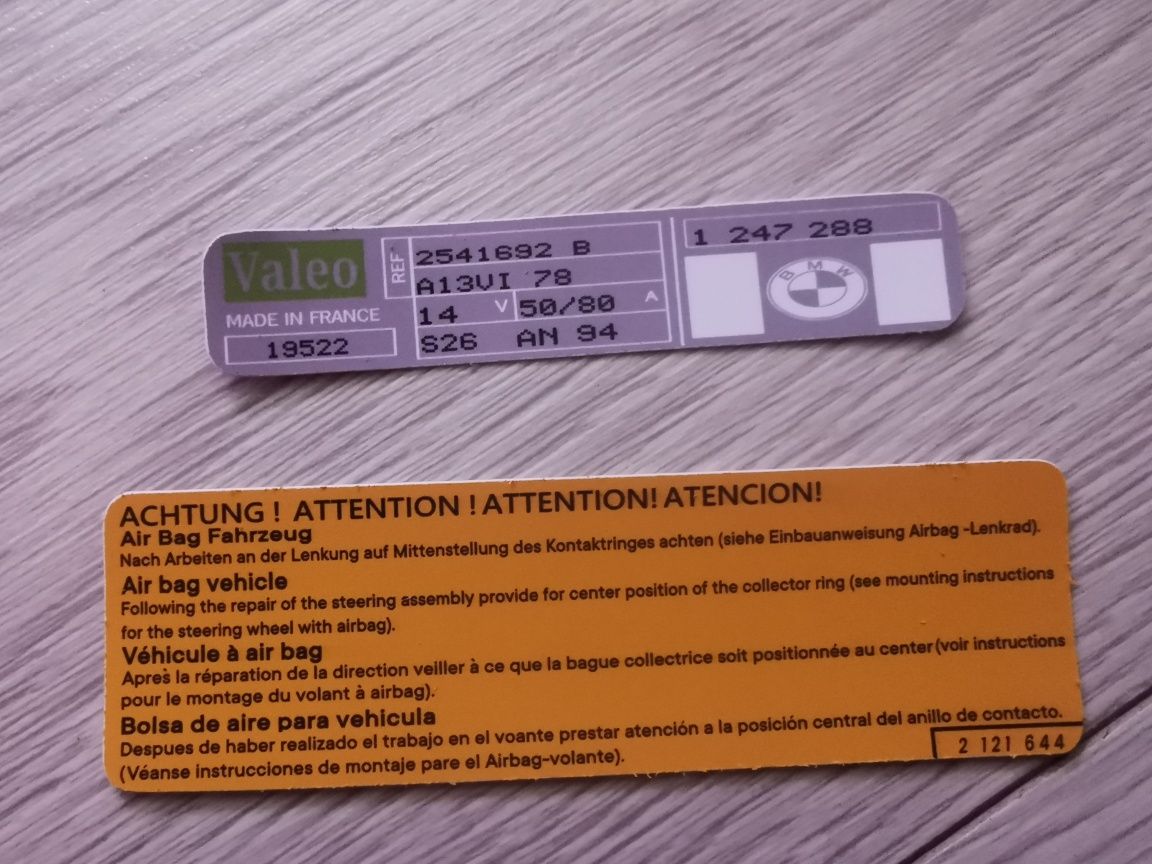 Valeo
MADE IN FRANCE
19522
REF
2541692 B
A13VI 78
14 V 50/80 A
S26 AN 94
1 247 288
BMW
ACHTUNG ! ATTENTION ! ATTENTION! ATENCION!
Air Bag Fahrzeug
Nach Arbeiten an der Lenkung auf Mittenstellung des Kontaktringes achten (siehe Einbauanweisung Airbag -Lenkrad).
Air bag vehicle
Following the repair of the steering assembly provide for center position of the collector ring (see mounting instructions
for the steering wheel with airbag).
Véhicule à air bag
Après la réparation de la direction veiller à ce que la bague collectrice soit positionnée au center (voir instructions
pour le montage du volant à airbag).
Bolsa de aire para vehicula
Despues de haber realizado el trabajo en el voante prestar atención a la posición central del anillo de contacto.
(Véanse instrucciones de montaje pare el Airbag-volante).
2 121 644